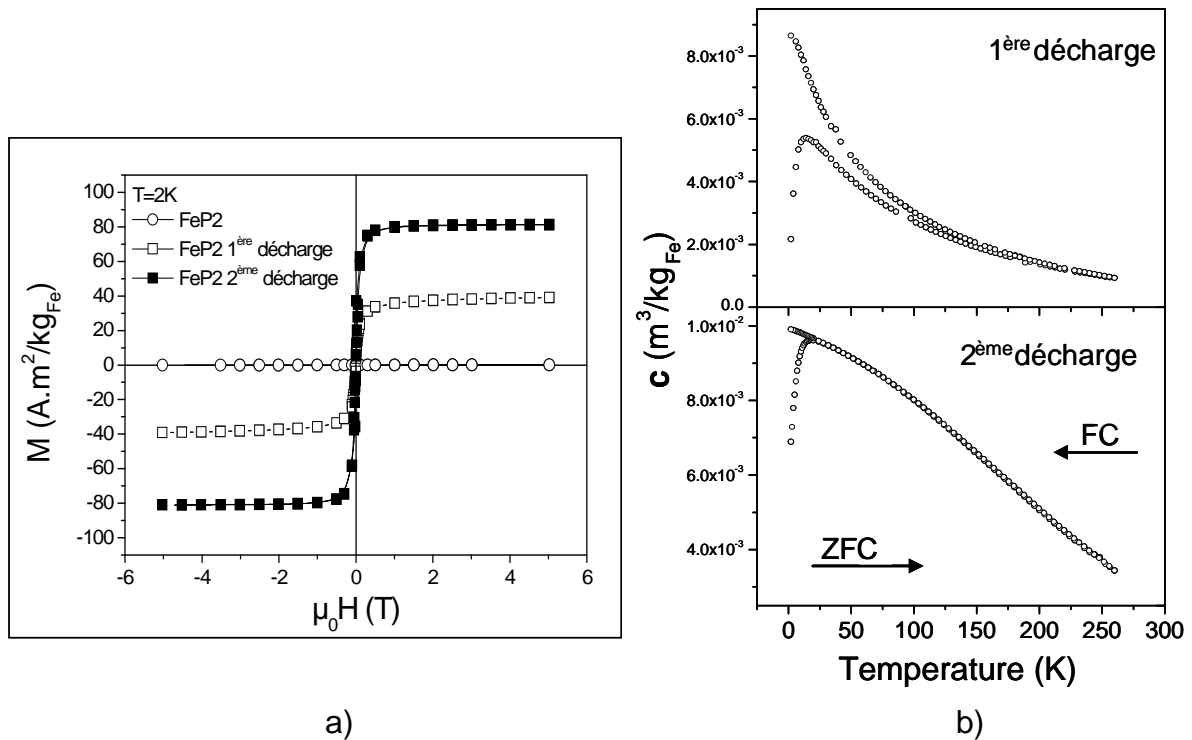 T=2K
FeP2
FeP2 1ère décharge
FeP2 2ème décharge
100
80
60
40
20
0
-20
-40
-60
-80
-100
-6
-4
-2
0
2
4
6
M (A.m²/kgFe)
µ0H (T)
a)
1ère décharge
8.0x10⁻³
6.0x10⁻³
4.0x10⁻³
2.0x10⁻³
0.0
c (m³/kgFe)
1.0x10⁻²
2ème décharge
8.0x10⁻³
FC
6.0x10⁻³
ZFC
4.0x10⁻³
0
50
100
150
200
250
300
Temperature (K)
b)